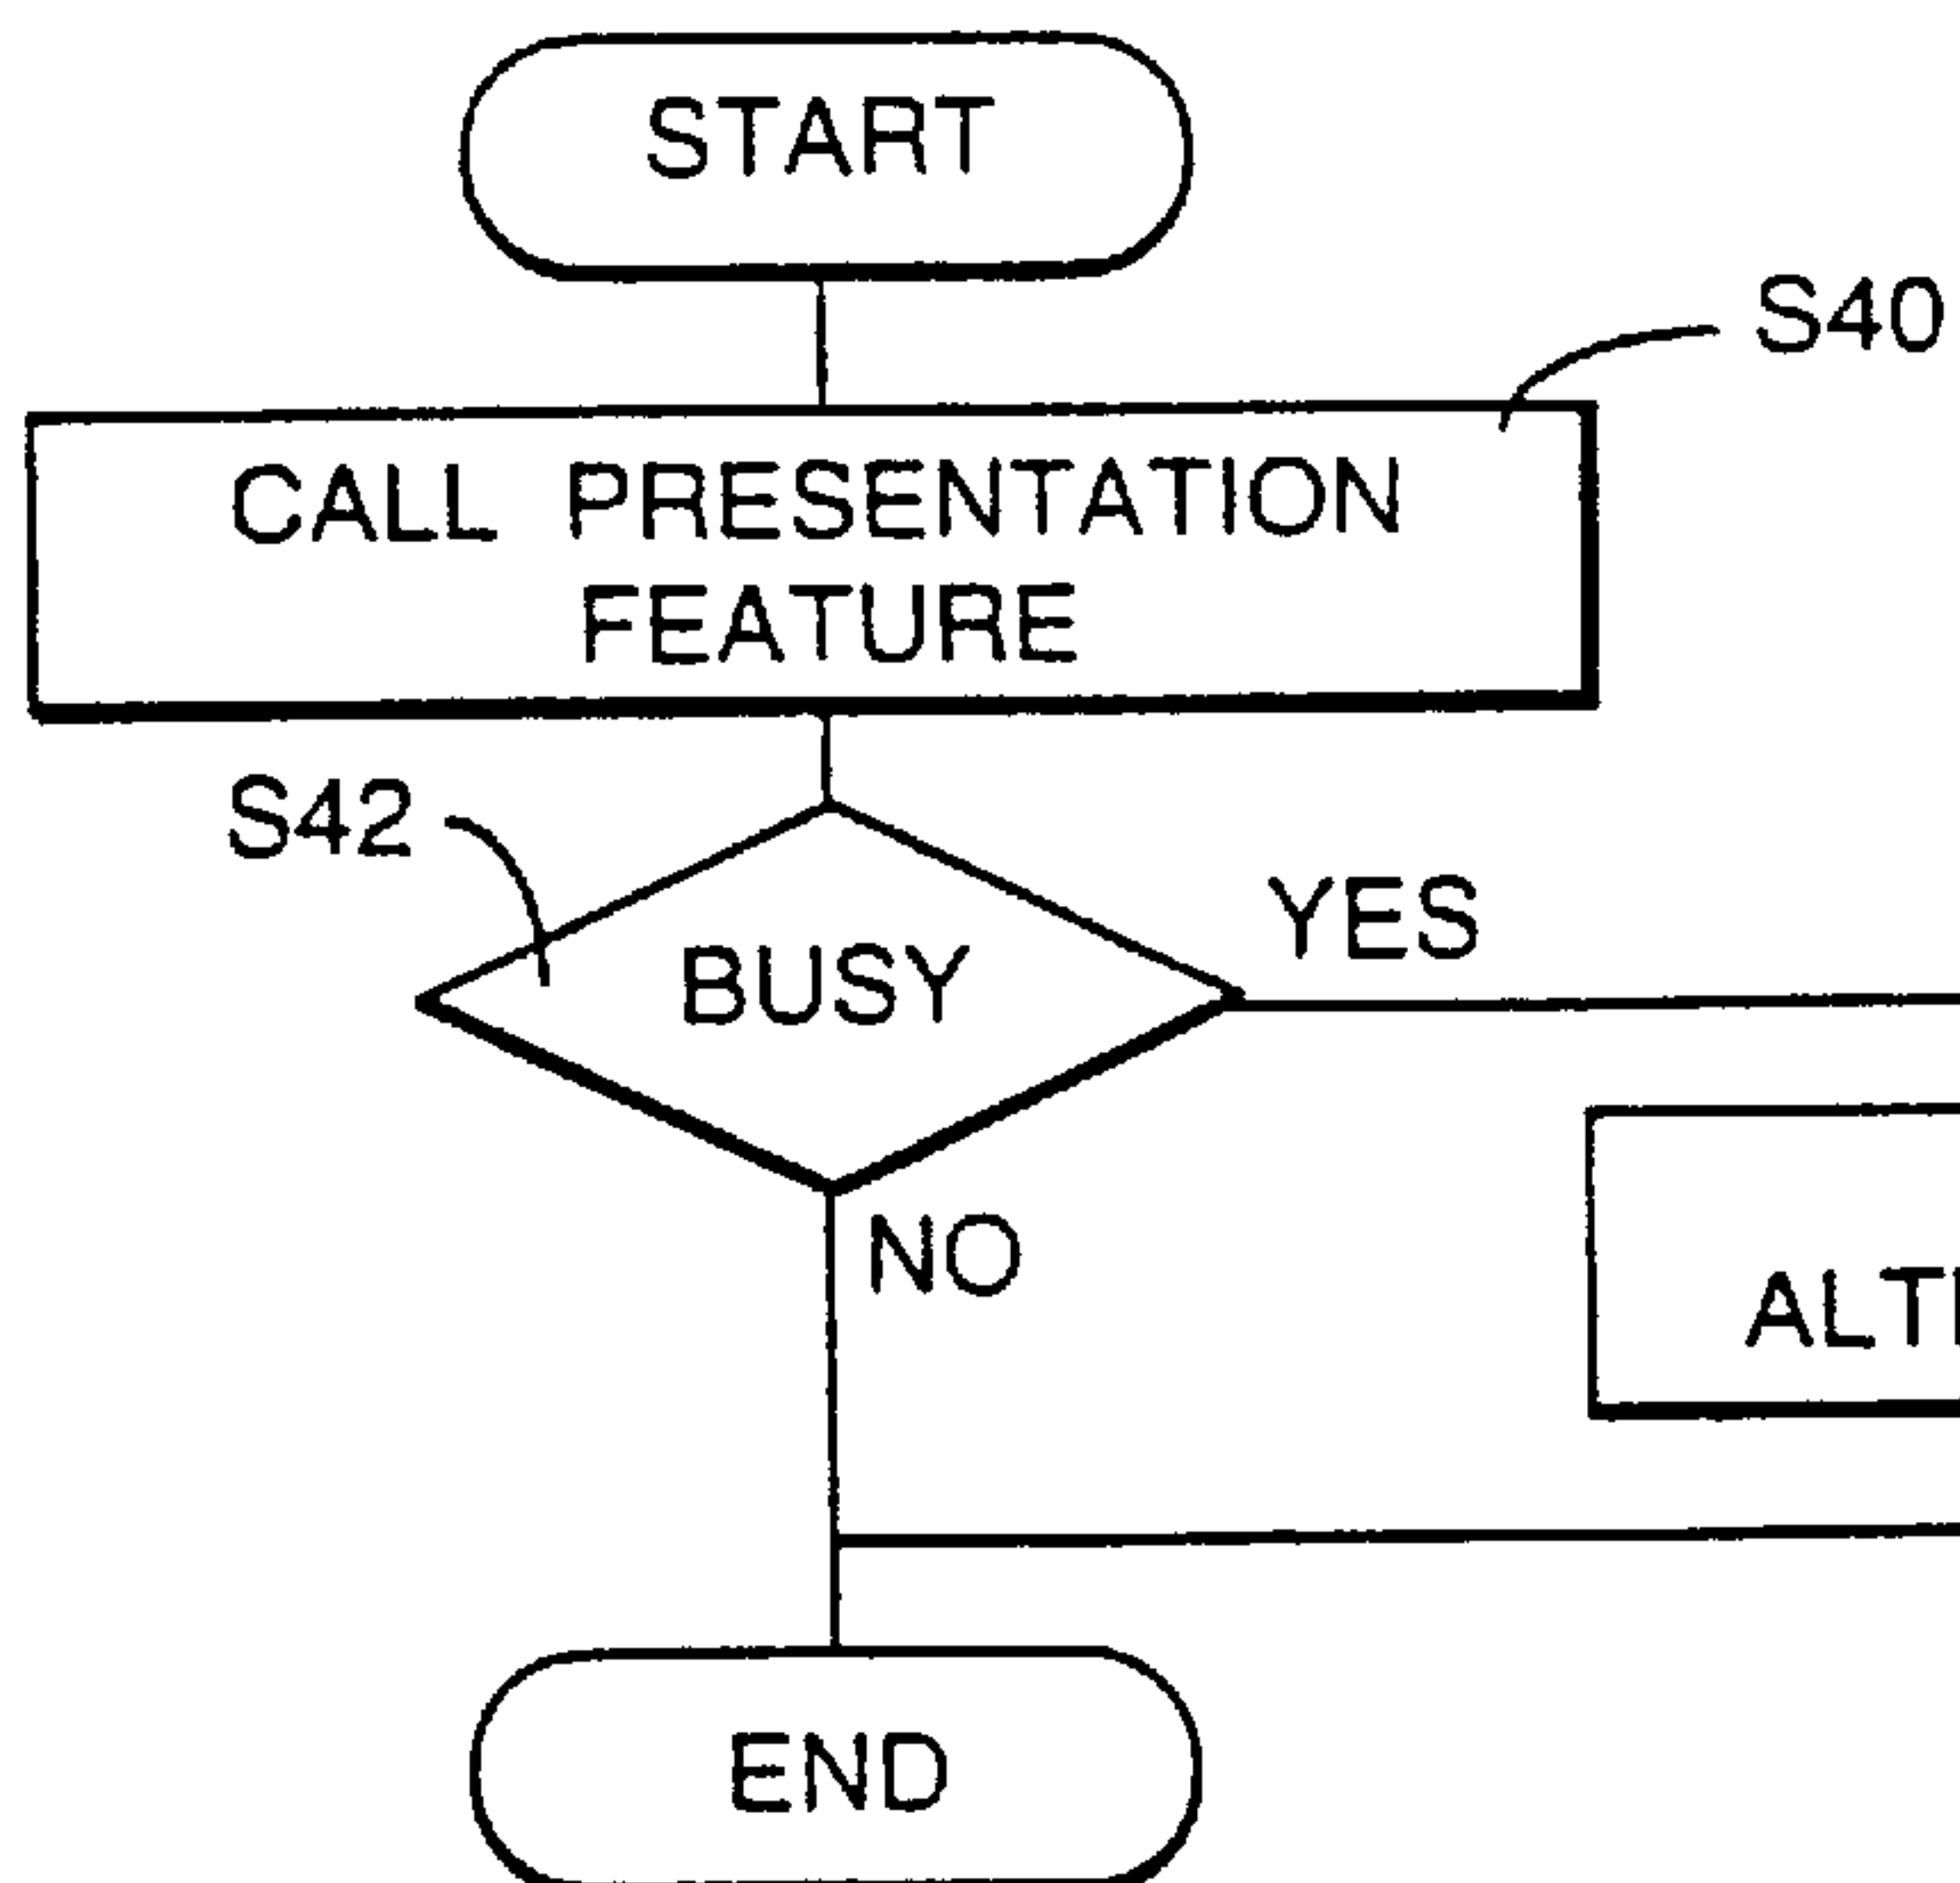 START
S40
CALL PRESENTATION
FEATURE
S42
BUSY
YES
NO
END